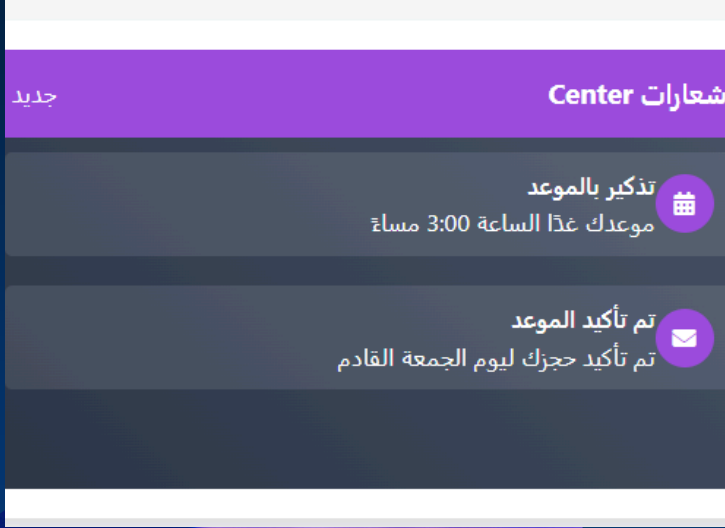 شعارات Center
جديد
تذكير بالموعد
موعدك غدًا الساعة 3:00 مساءً
تم تأكيد الموعد
تم تأكيد حجزك ليوم الجمعة القادم